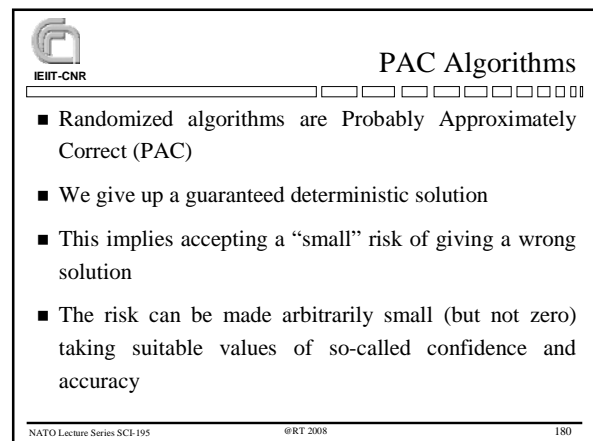 IEIIT-CNR
PAC Algorithms
■ Randomized algorithms are Probably Approximately
Correct (PAC)
■ We give up a guaranteed deterministic solution
■ This implies accepting a “small” risk of giving a wrong
solution
■ The risk can be made arbitrarily small (but not zero)
taking suitable values of so-called confidence and
accuracy
NATO Lecture Series SCI-195 @RT 2008 180